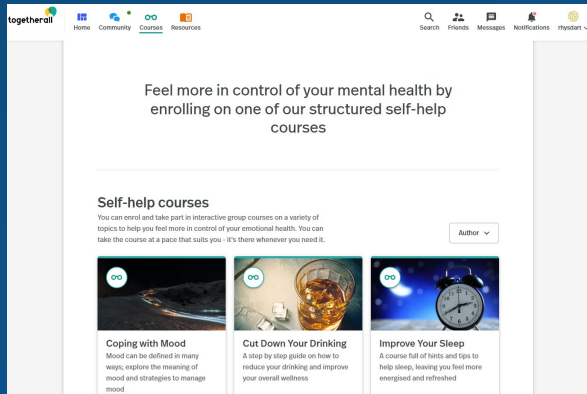 togetherall
Home Community Courses Resources
Search Friends Messages Notifications rhysdart
Feel more in control of your mental health by
enrolling on one of our structured self-help
courses
Self-help courses
You can enrol and take part in interactive group courses on a variety of
topics to help you feel more in control of your emotional health. You can
take the course at a pace that suits you - it's there whenever you need it.
Author
Coping with Mood
Mood can be defined in many
ways; explore the meaning of
mood and strategies to manage
mood
Cut Down Your Drinking
A step by step guide on how to
reduce your drinking and improve
your overall wellness
Improve Your Sleep
A course full of hints and tips to
help sleep, leaving you feel more
energised and refreshed